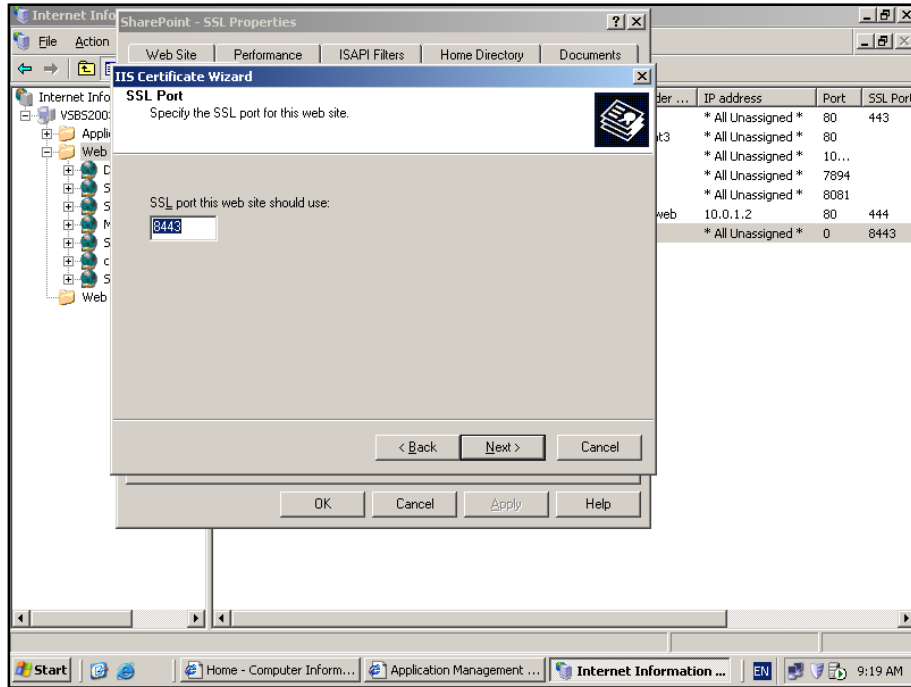 Internet Info
SharePoint - SSL Properties
File Action
Web Site Performance ISAPI Filters Home Directory Documents
IIS Certificate Wizard
SSL Port
Specify the SSL port for this web site.
SSL port this web site should use:
8443
< Back Next > Cancel
OK Cancel Apply Help
Internet Info
VSBS200
Appli
Web
D
S
S
M
S
c
S
Web
der ... IP address Port SSL Port
* All Unassigned * 80 443
nt3 * All Unassigned * 80
* All Unassigned * 10...
* All Unassigned * 7894
* All Unassigned * 8081
web 10.0.1.2 80 444
* All Unassigned * 0 8443
Start Home - Computer Inform... Application Management ... Internet Information ... EN 9:19 AM